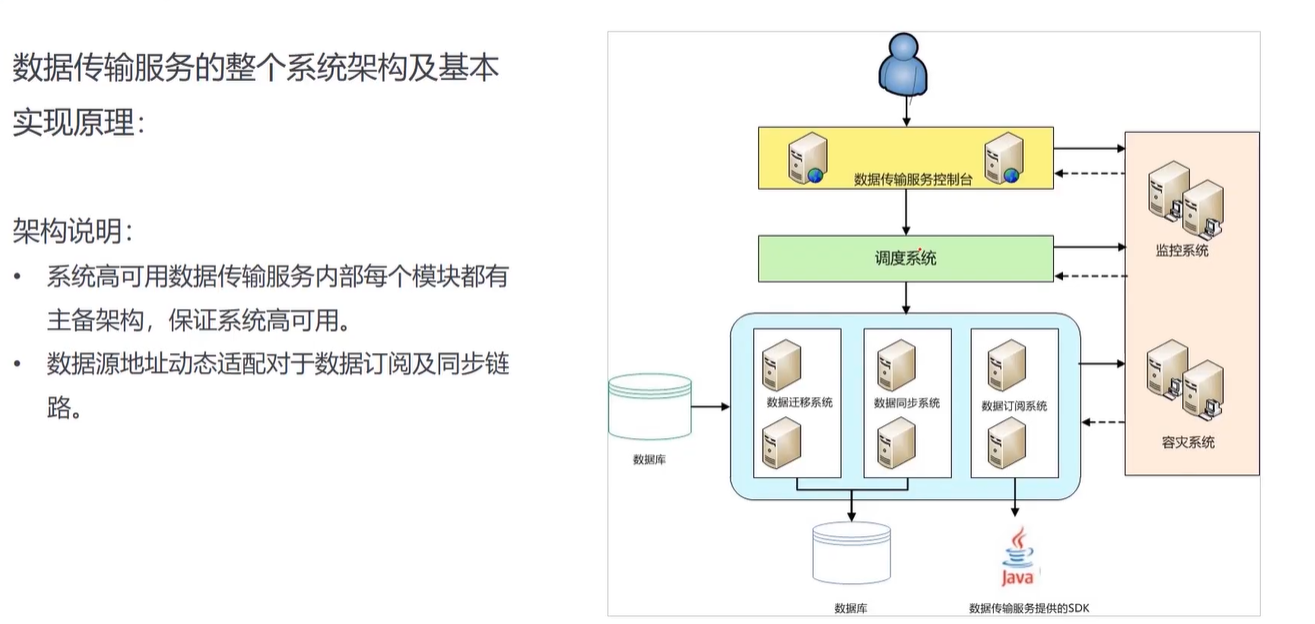 数据传输服务的整个系统架构及基本
实现原理：
架构说明：
• 系统高可用数据传输服务内部每个模块都有
主备架构，保证系统高可用。
• 数据源地址动态适配对于数据订阅及同步链
路。
数据传输服务控制台
调度系统
监控系统
数据迁移系统
数据同步系统
数据订阅系统
容灾系统
数据库
Java
数据库
数据传输服务提供的SDK